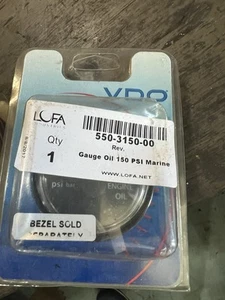 VDO
LOFA
Qty
1
550-3150-00
Rev.
Gauge Oil 150 PSI Marine
WWW.LOFA.NET
psi bar
ENGINE
OIL
BEZEL SOLD
SEPARATELY